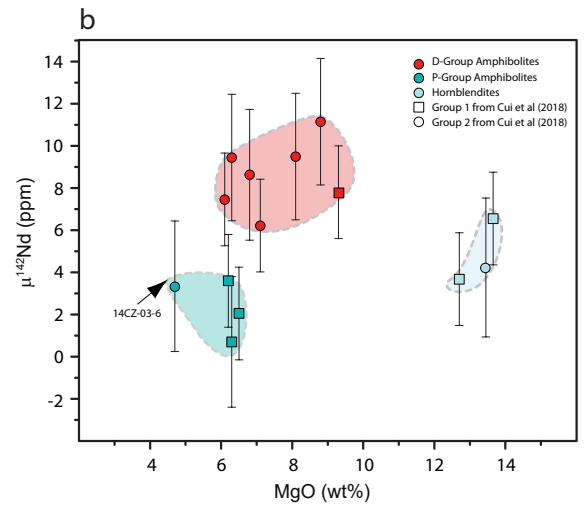 b
14
12
10
8
6
4
2
0
-2
μ¹⁴²Nd (ppm)
D-Group Amphibolites
P-Group Amphibolites
Hornblendites
Group 1 from Cui et al (2018)
Group 2 from Cui et al (2018)
14CZ-03-6
4 6 8 10 12 14
MgO (wt%)